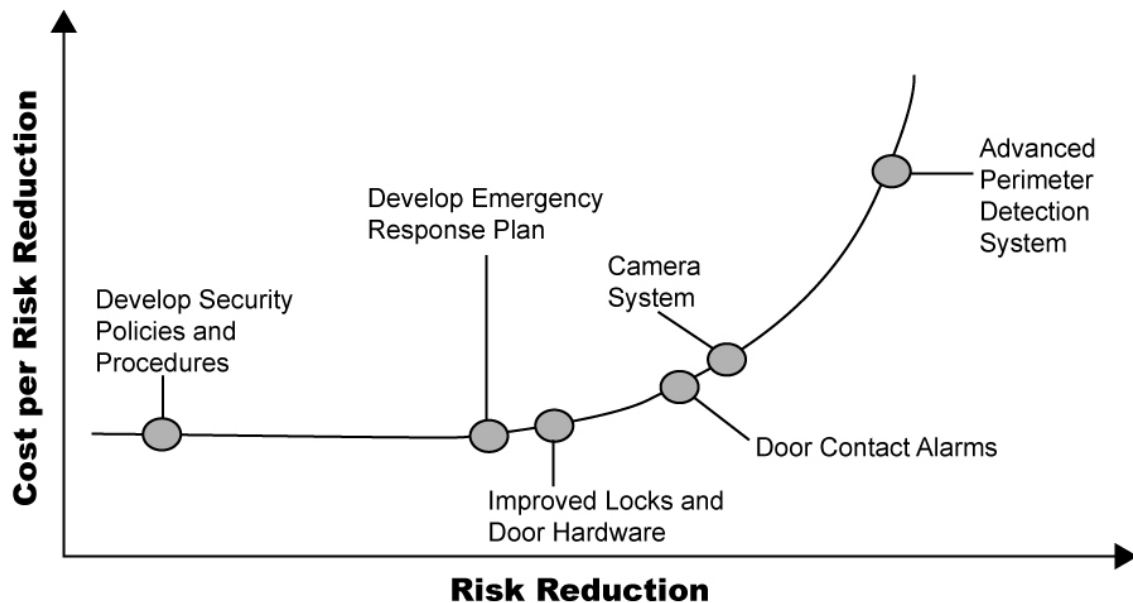 Cost per Risk Reduction
Develop Security
Policies and
Procedures
Develop Emergency
Response Plan
Improved Locks and
Door Hardware
Camera
System
Door Contact Alarms
Advanced
Perimeter
Detection
System
Risk Reduction